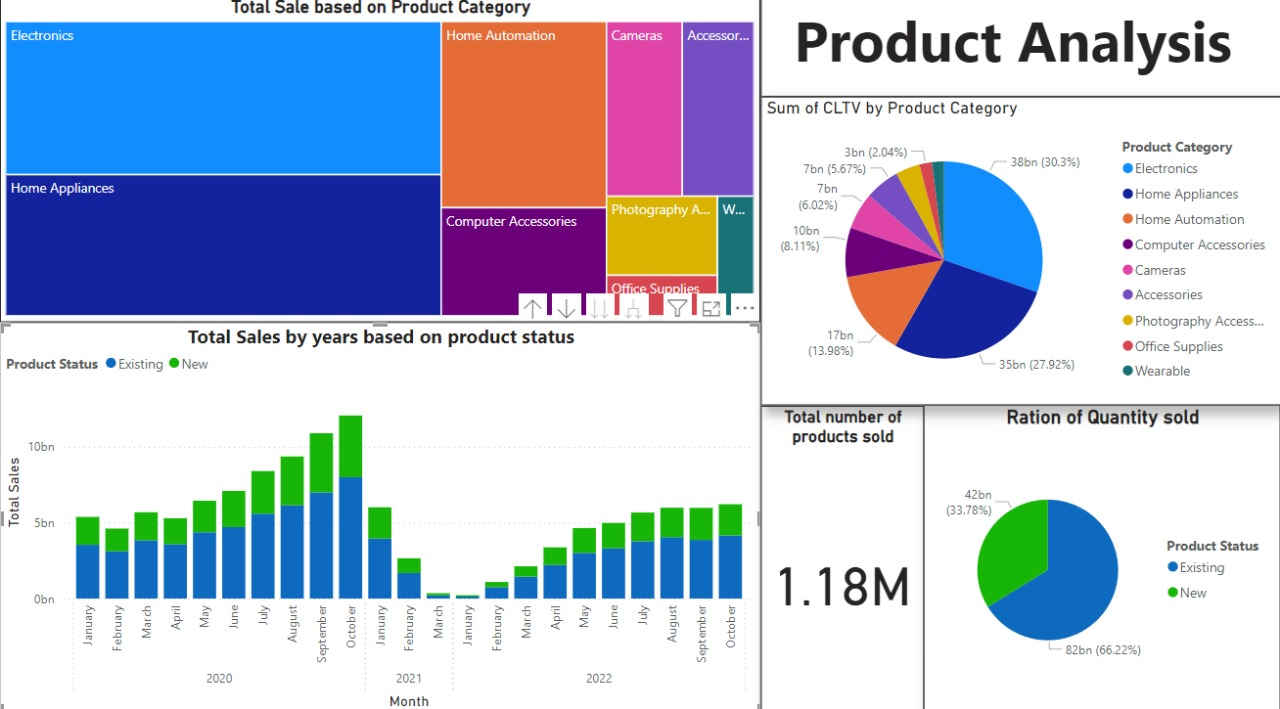 Total Sale based on Product Category
Electronics
Home Appliances
Home Automation
Computer Accessories
Cameras
Accessor...
Photography A...
W...
Office Supplies
Product Analysis
Sum of CLTV by Product Category
38bn (30.3%)
35bn (27.92%)
17bn
(13.98%)
10bn
(8.11%)
7bn
(6.02%)
7bn (5.67%)
3bn (2.04%)
Product Category
Electronics
Home Appliances
Home Automation
Computer Accessories
Cameras
Accessories
Photography Access...
Office Supplies
Wearable
Total Sales by years based on product status
Product Status Existing New
Total Sales
10bn
5bn
0bn
January
February
March
April
May
June
July
August
September
October
January
February
March
January
February
March
April
May
June
July
August
September
October
2020
2021
2022
Month
Total number of
products sold
1.18M
Ration of Quantity sold
42bn
(33.78%)
82bn (66.22%)
Product Status
Existing
New